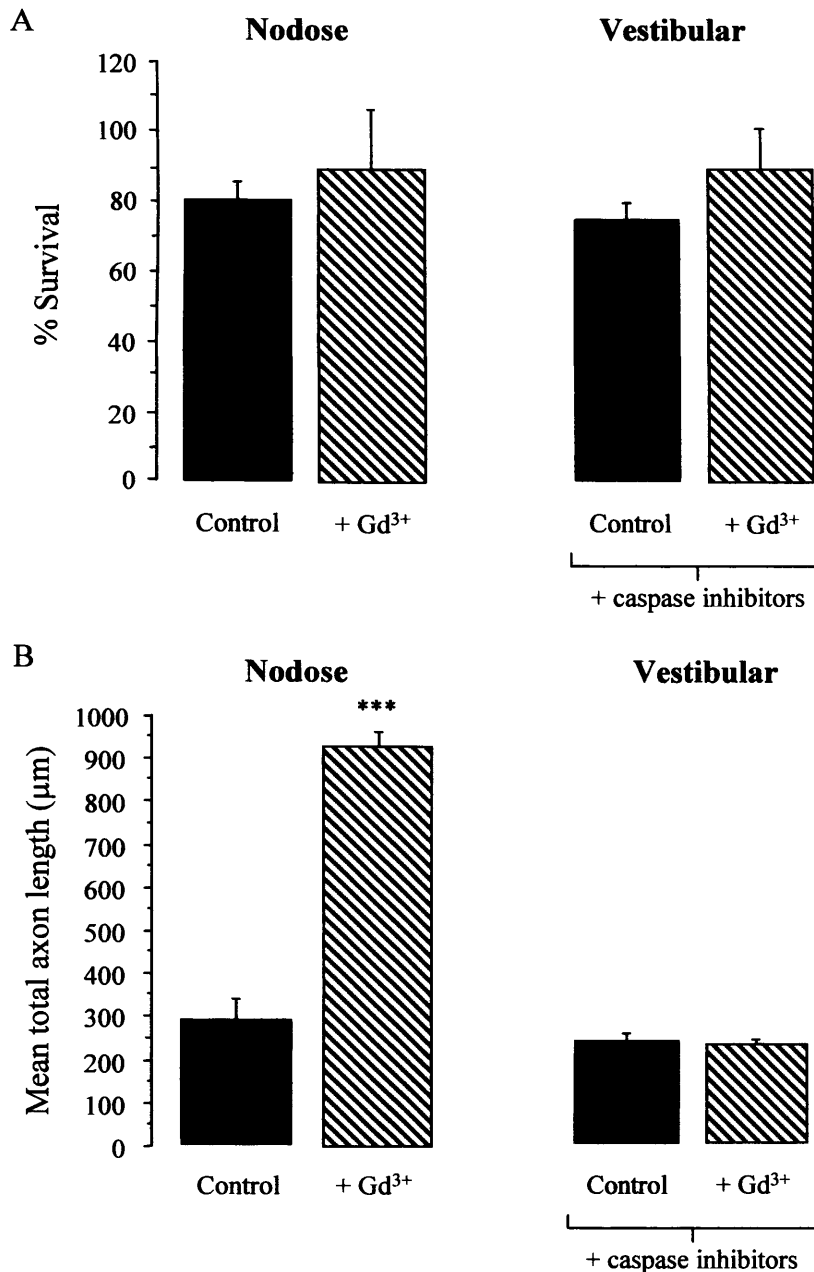 A
Nodose
Vestibular
% Survival
120
100
80
60
40
20
0
Control
+ Gd³⁺
Control
+ Gd³⁺
+ caspase inhibitors
B
Nodose
Vestibular
Mean total axon length (μm)
1000
900
800
700
600
500
400
300
200
100
0
***
Control
+ Gd³⁺
Control
+ Gd³⁺
+ caspase inhibitors